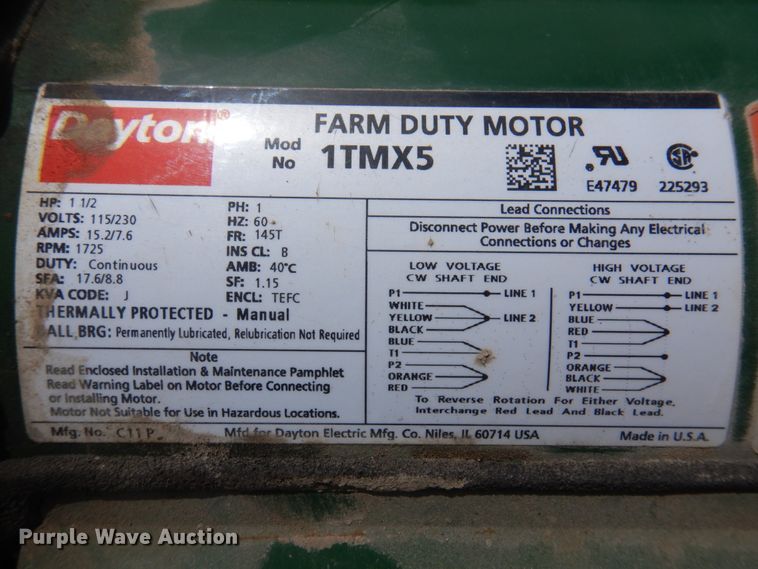 Dayton®
FARM DUTY MOTOR
Mod No 1TMX5
E47479
225293
HP: 1 1/2
VOLTS: 115/230
AMPS: 15.2/7.6
RPM: 1725
DUTY: Continuous
SFA: 17.6/8.8
KVA CODE: J
PH: 1
HZ: 60
FR: 145T
INS CL: B
AMB: 40°C
SF: 1.15
ENCL: TEFC
THERMALLY PROTECTED - Manual
BALL BRG: Permanently Lubricated, Relubrication Not Required
Note
Read Enclosed Installation & Maintenance Pamphlet
Read Warning Label on Motor Before Connecting
or Installing Motor.
Motor Not Suitable for Use in Hazardous Locations.
Lead Connections
Disconnect Power Before Making Any Electrical
Connections or Changes
LOW VOLTAGE
CW SHAFT END
P1 LINE 1
WHITE
YELLOW LINE 2
BLACK
BLUE
T1
P2
ORANGE
RED
HIGH VOLTAGE
CW SHAFT END
P1 LINE 1
YELLOW LINE 2
BLUE
RED
T1
P2
ORANGE
BLACK
WHITE
To Reverse Rotation For Either Voltage,
Interchange Red Lead And Black Lead.
Mfg. No. C11 P
Mfd for Dayton Electric Mfg. Co. Niles, IL 60714 USA
Made in U.S.A.
Purple Wave Auction